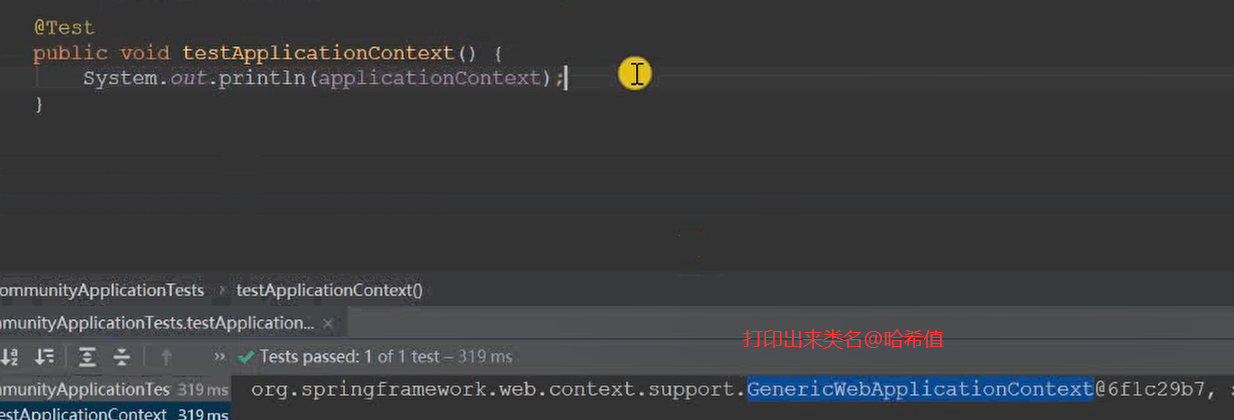 @Test
public void testApplicationContext() {
System.out.println(applicationContext);
}
ommunityApplicationTests › testApplicationContext()
munityApplicationTests.testApplication... ×
打印出来类名@哈希值
» ✓ Tests passed: 1 of 1 test – 319 ms
mmunityApplicationTes 319 ms
org.springframework.web.context.support.GenericWebApplicationContext@6f1c29b7,
estApplicationContext 319 ms